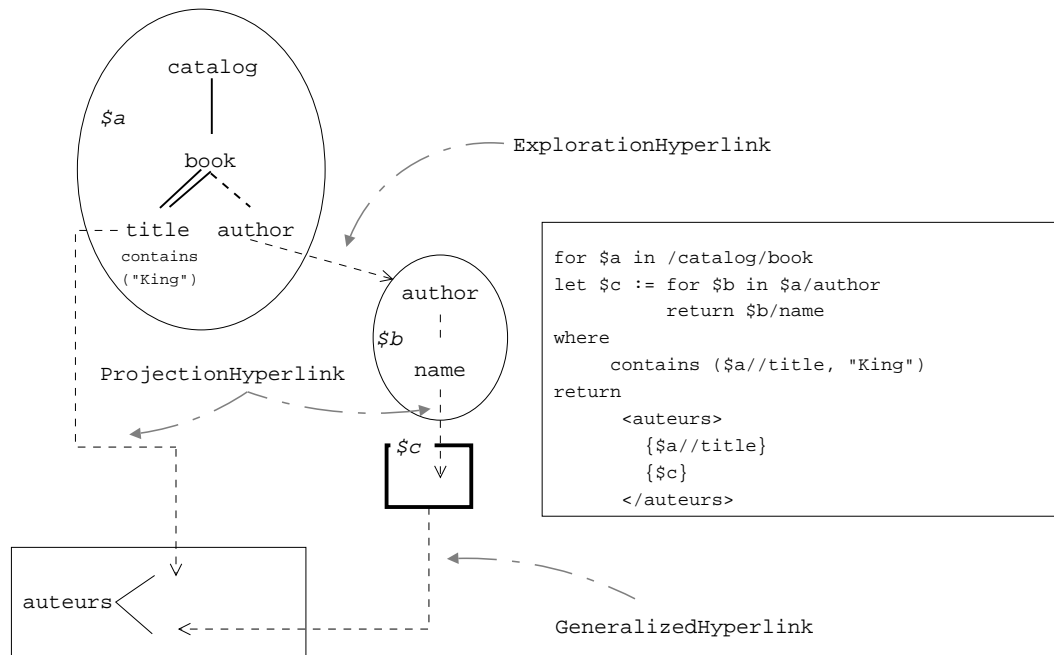 catalog
$a
book
ExplorationHyperlink
title author
contains
("King")
author
$b
name
ProjectionHyperlink
$c
for $a in /catalog/book
let $c := for $b in $a/author
return $b/name
where
contains ($a//title, "King")
return
<auteurs>
{$a//title}
{$c}
</auteurs>
auteurs
GeneralizedHyperlink